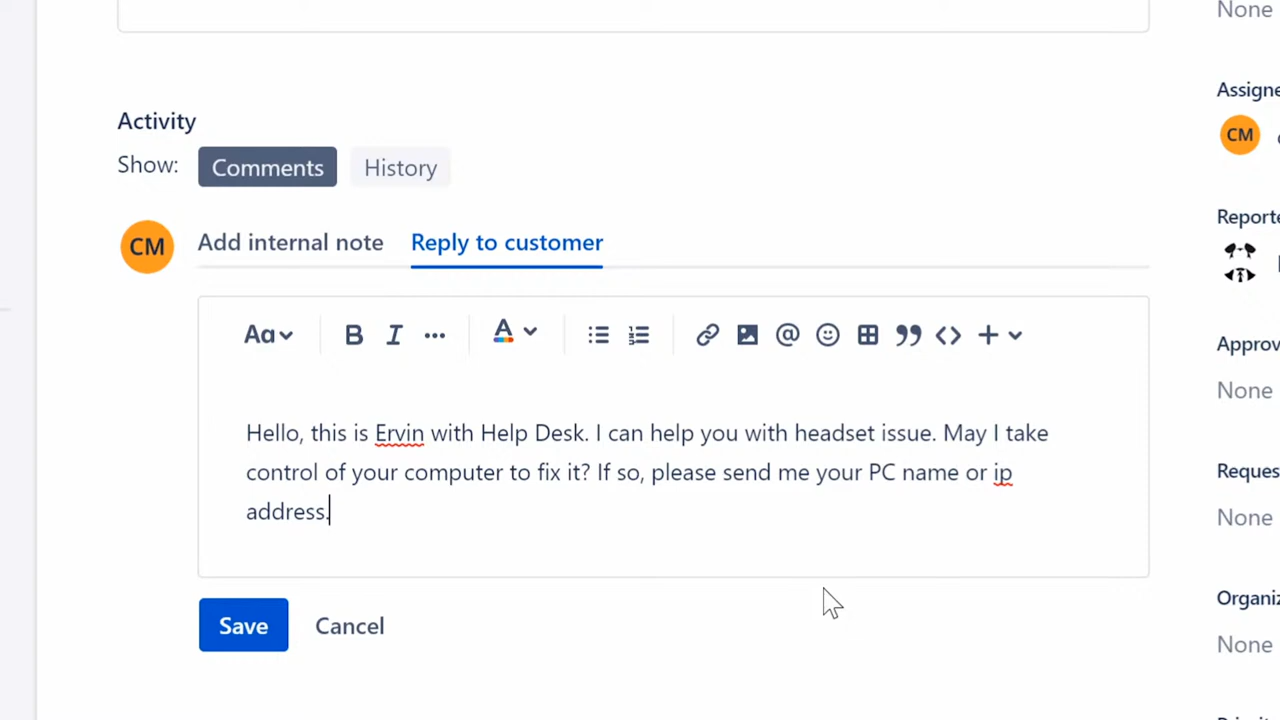 None
Activity
Assigne
CM
Show: Comments History
Reporte
CM Add internal note Reply to customer
Aa B I ... A @ 99 <> +
Approv
None
Hello, this is Ervin with Help Desk. I can help you with headset issue. May I take
control of your computer to fix it? If so, please send me your PC name or ip
address.
Reques
None
Organiz
None
Save Cancel